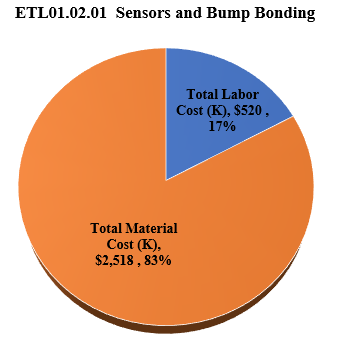 ETL01.02.01  Sensors and Bump Bonding
Total Labor
Cost (K), $520 ,
17%
Total Material
Cost (K),
$2,518 , 83%